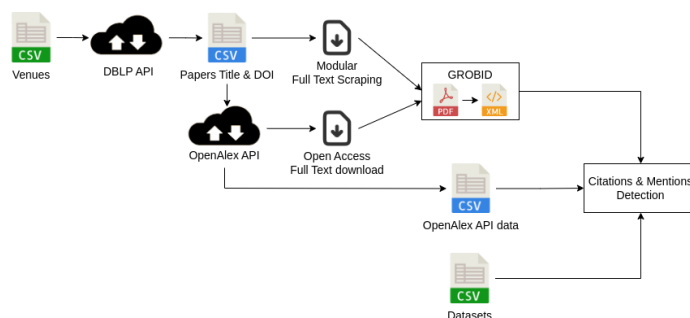 CSV
Venues
DBLP API
CSV
Papers Title & DOI
Modular
Full Text Scraping
GROBID
PDF
XML
OpenAlex API
Open Access
Full Text download
CSV
OpenAlex API data
Citations & Mentions
Detection
CSV
Datasets